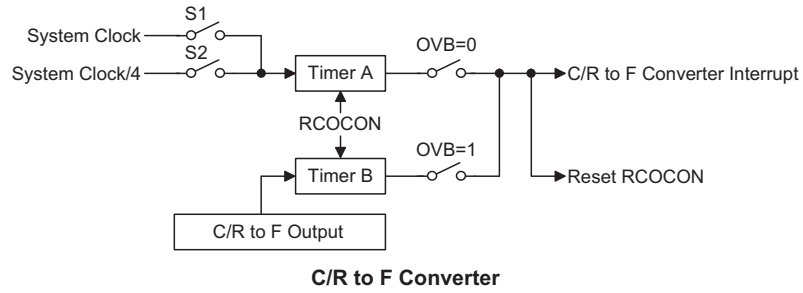 S1
System Clock
S2
System Clock/4
Timer A
OVB=0
C/R to F Converter Interrupt
RCOCON
OVB=1
Timer B
Reset RCOCON
C/R to F Output
C/R to F Converter